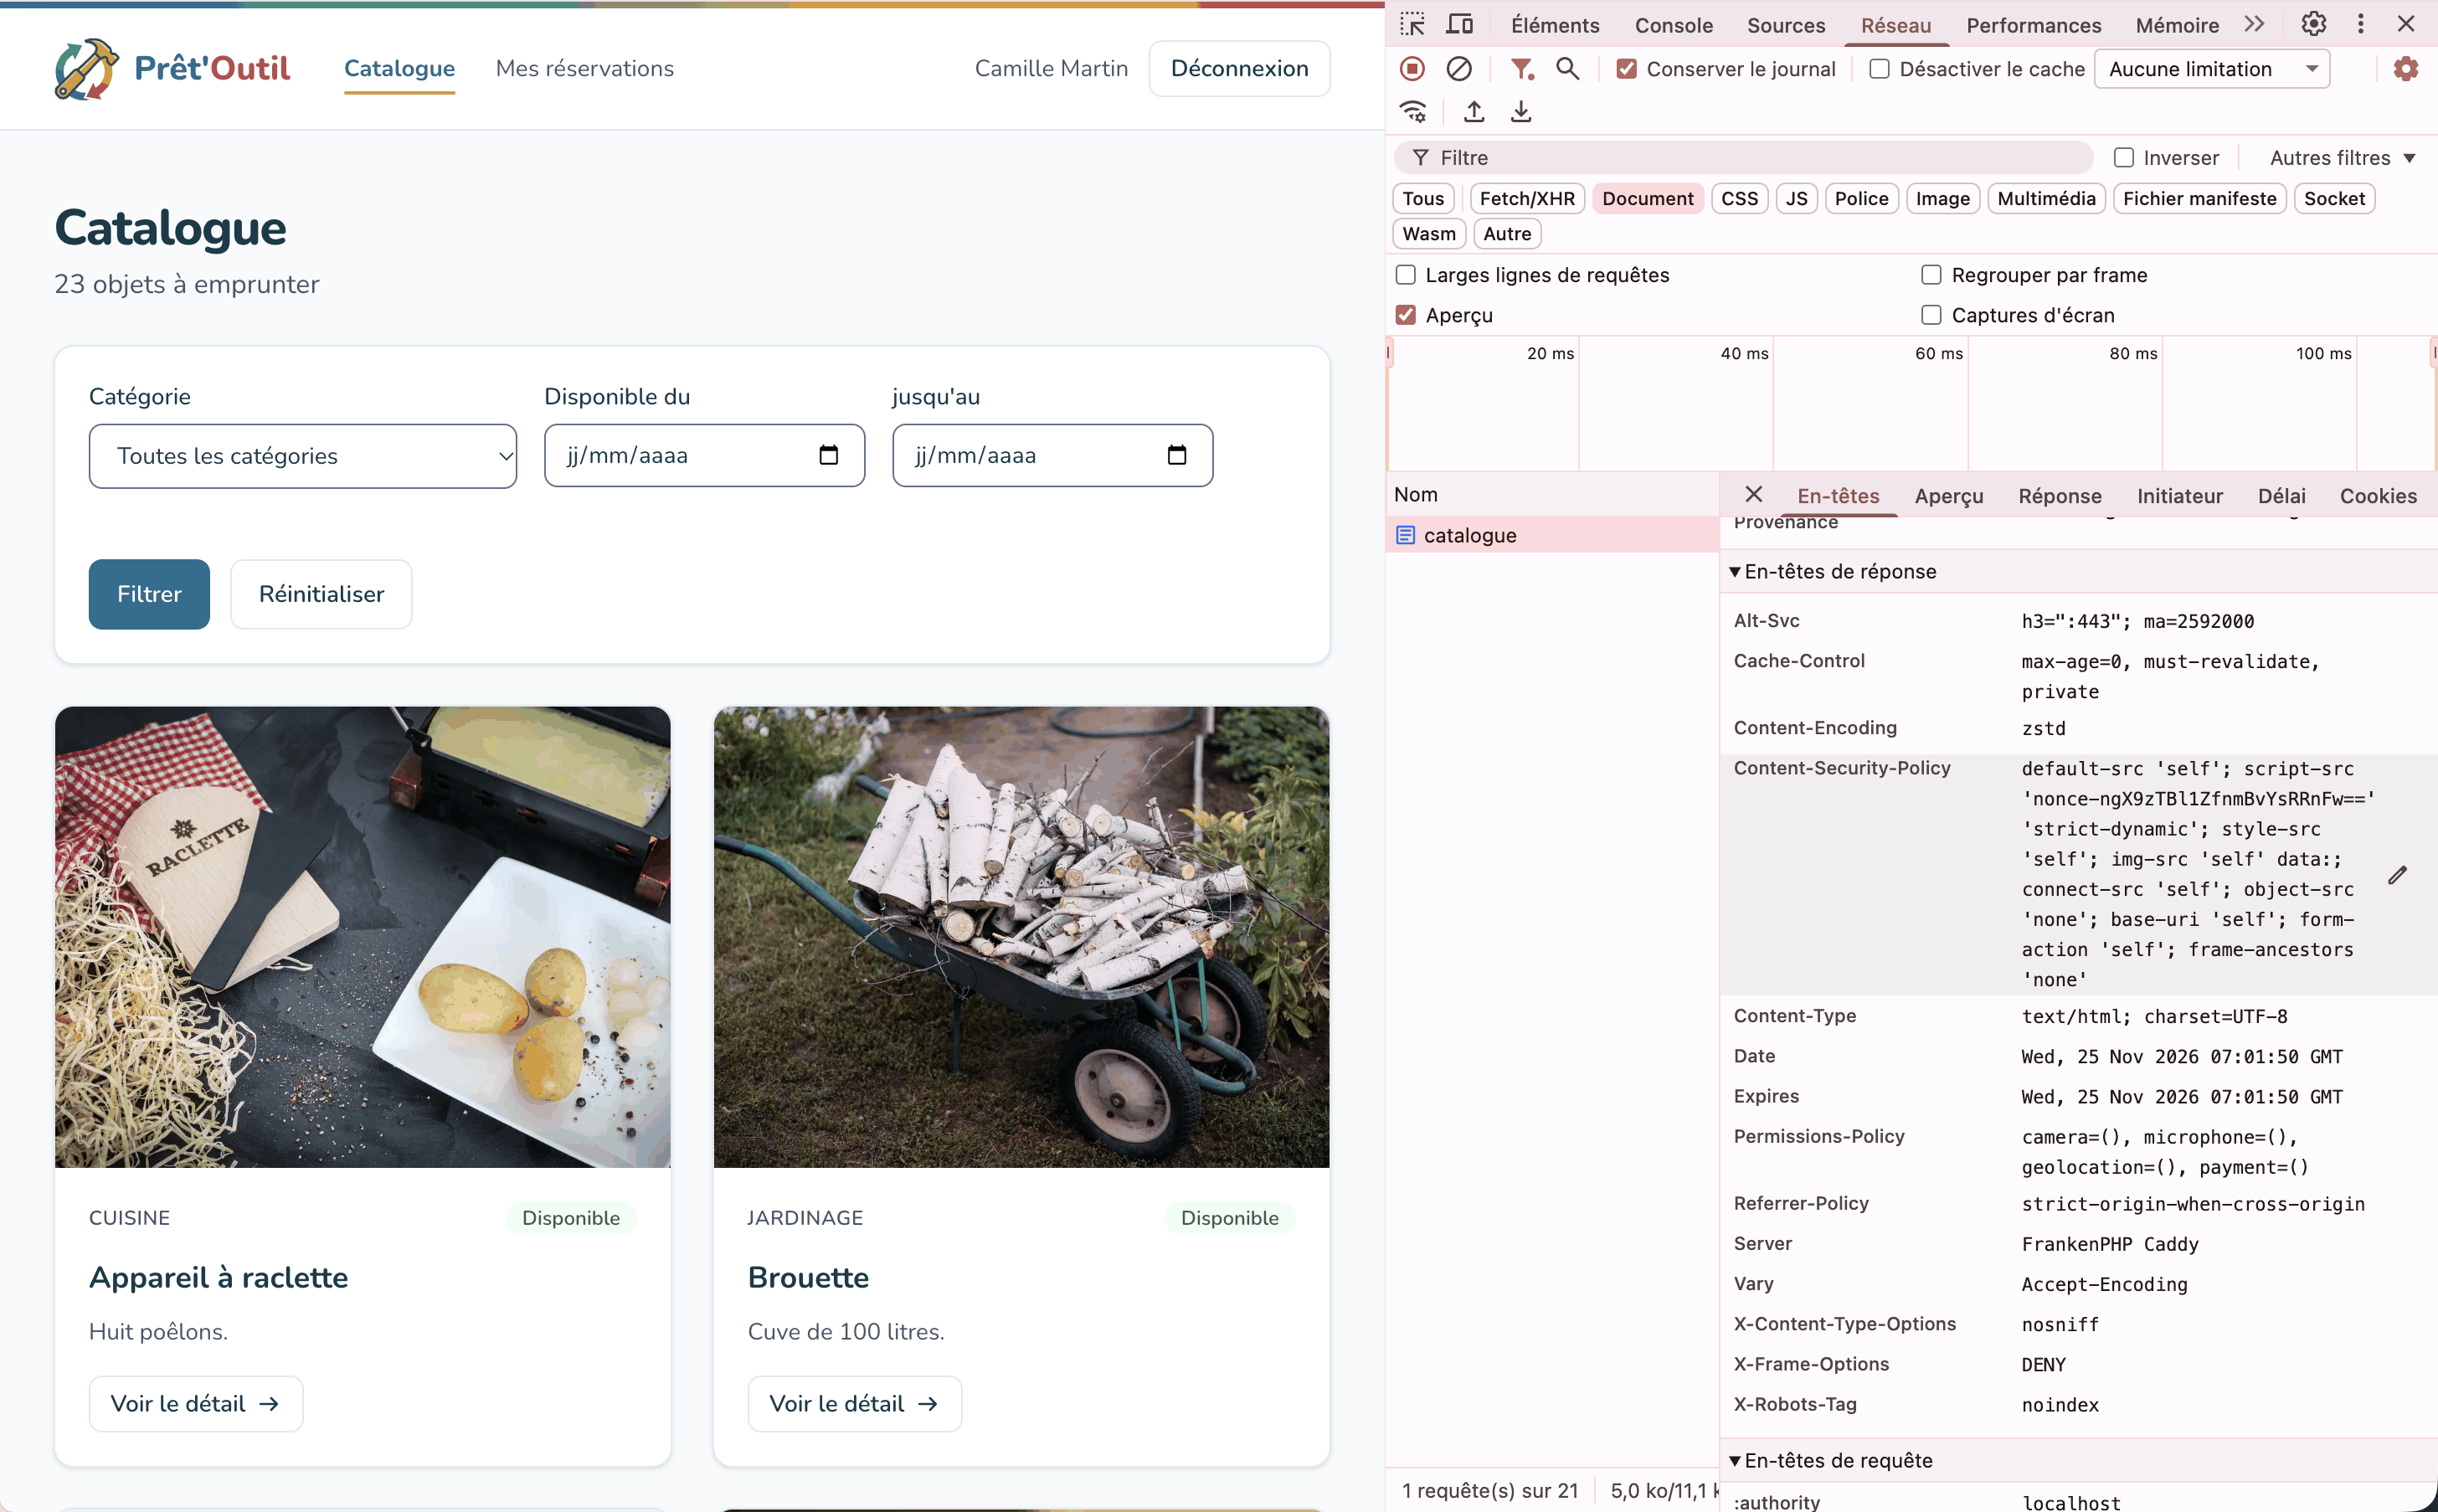 Prêt'Outil
Catalogue
Mes réservations
Camille Martin
Déconnexion
Catalogue
23 objets à emprunter
Catégorie
Disponible du
jusqu'au
Toutes les catégories
jj/mm/aaaa
jj/mm/aaaa
Filtrer
Réinitialiser
RACLETTE
CUISINE
Disponible
Appareil à raclette
Huit poêlons.
Voir le détail →
JARDINAGE
Disponible
Brouette
Cuve de 100 litres.
Voir le détail →
Éléments
Console
Sources
Réseau
Performances
Mémoire
Conserver le journal
Désactiver le cache
Aucune limitation
Filtre
Inverser
Autres filtres
Tous
Fetch/XHR
Document
CSS
JS
Police
Image
Multimédia
Fichier manifeste
Socket
Wasm
Autre
Larges lignes de requêtes
Regrouper par frame
Aperçu
Captures d'écran
20 ms
40 ms
60 ms
80 ms
100 ms
Nom
catalogue
En-têtes
Aperçu
Réponse
Initiateur
Délai
Cookies
Provenance
En-têtes de réponse
Alt-Svc
h3=":443"; ma=2592000
Cache-Control
max-age=0, must-revalidate,
private
Content-Encoding
zstd
Content-Security-Policy
default-src 'self'; script-src
'nonce-ngX9zTBl1ZfnmBvYsRRnFw=='
'strict-dynamic'; style-src
'self'; img-src 'self' data:;
connect-src 'self'; object-src
'none'; base-uri 'self'; form-
action 'self'; frame-ancestors
'none'
Content-Type
text/html; charset=UTF-8
Date
Wed, 25 Nov 2026 07:01:50 GMT
Expires
Wed, 25 Nov 2026 07:01:50 GMT
Permissions-Policy
camera=(), microphone=(),
geolocation=(), payment=()
Referrer-Policy
strict-origin-when-cross-origin
Server
FrankenPHP Caddy
Vary
Accept-Encoding
X-Content-Type-Options
nosniff
X-Frame-Options
DENY
X-Robots-Tag
noindex
En-têtes de requête
:authority
localhost
1 requête(s) sur 21
5,0 ko/11,1 k